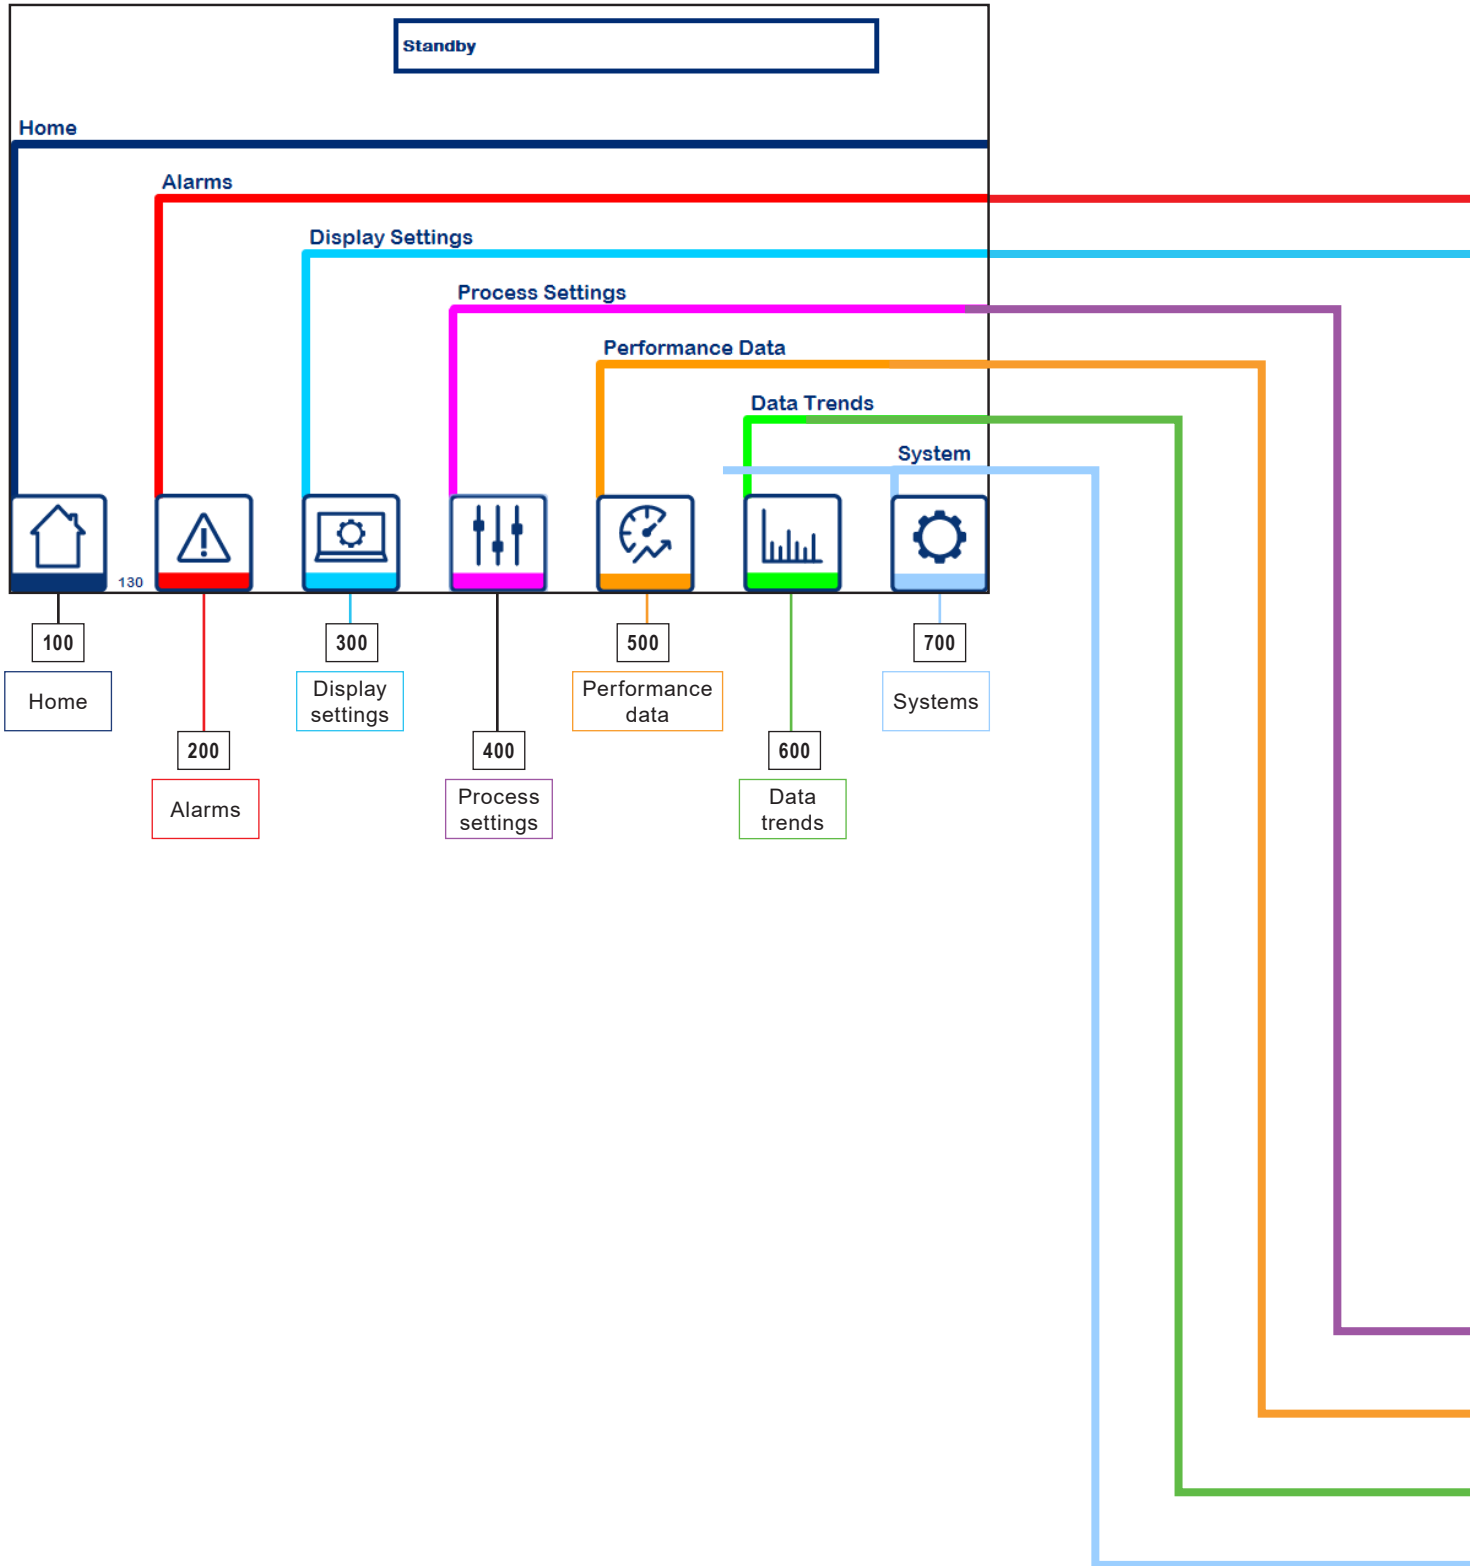 Standby
Home
Alarms
Display Settings
Process Settings
Performance Data
Data Trends
System
130
100
300
500
700
Home
Display
settings
Performance
data
Systems
200
400
600
Alarms
Process
settings
Data
trends